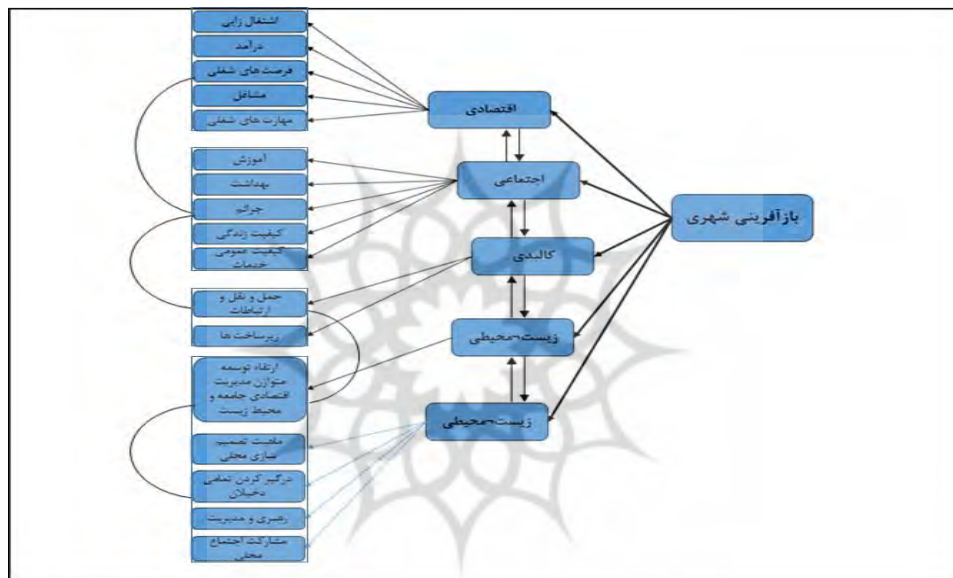 بازآفرینی شهری
اقتصادی
اجتماعی
کالبدی
زیست-محیطی
زیست-محیطی
اشتغال زایی
درآمد
فرصت‌های شغلی
مشاغل
مهارت های شغلی
آموزش
بهداشت
جرائم
کیفیت زندگی
کیفیت عمومی
خدمات
حمل و نقل و
ارتباطات
زیرساخت ها
ارتقاء توسعه
متوازن مدیریت
اقتصادی جامعه و
محیط زیست
ماهیت تصمیم
سازی محلی
درگیر کردن تمامی
دخیلان
رهبری و مدیریت
مشارکت اجتماع
محلی